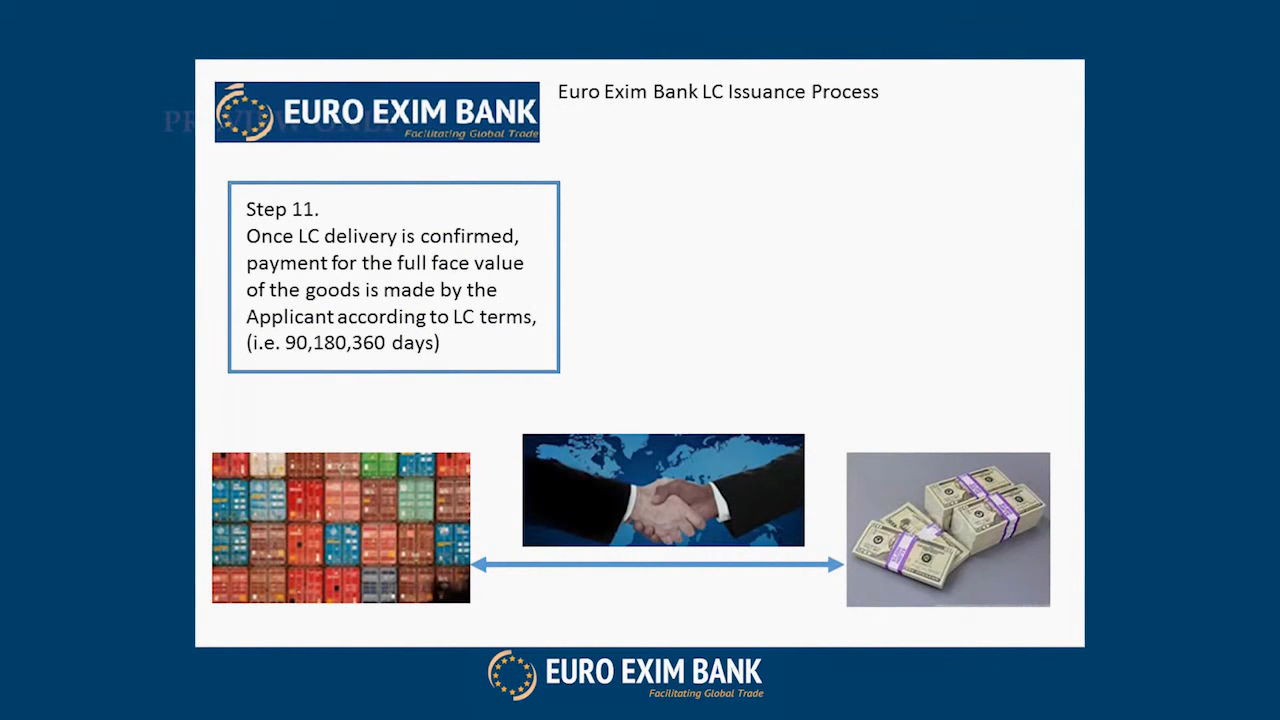 PREVIEW ONLY
EURO EXIM BANK
Facilitating Global Trade
Euro Exim Bank LC Issuance Process
Step 11.
Once LC delivery is confirmed,
payment for the full face value
of the goods is made by the
Applicant according to LC terms,
(i.e. 90,180,360 days)
EURO EXIM BANK
Facilitating Global Trade